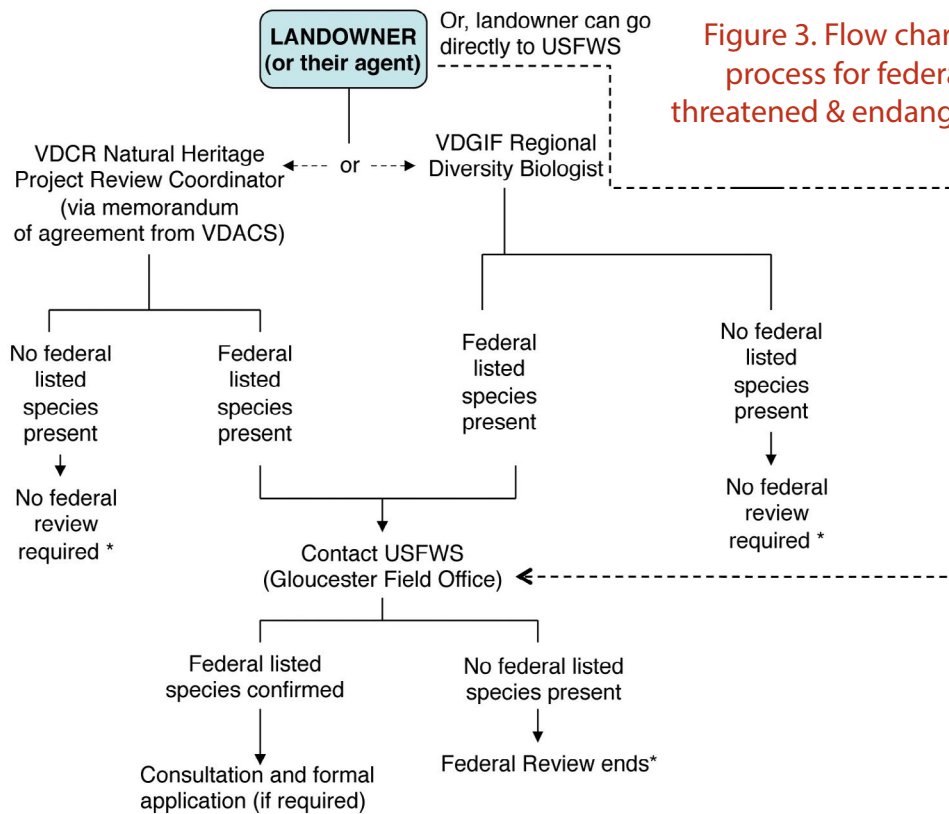 LANDOWNER
(or their agent)
Or, landowner can go
directly to USFWS
Figure 3. Flow char
process for federa
threatened & endang
VDCR Natural Heritage
Project Review Coordinator
(via memorandum
of agreement from VDACS)
or
VDGIF Regional
Diversity Biologist
No federal
listed
species
present
Federal
listed
species
present
Federal
listed
species
present
No federal
listed
species
present
No federal
review
required *
No federal
review
required *
Contact USFWS
(Gloucester Field Office)
Federal listed
species confirmed
No federal listed
species present
Consultation and formal
application (if required)
Federal Review ends*